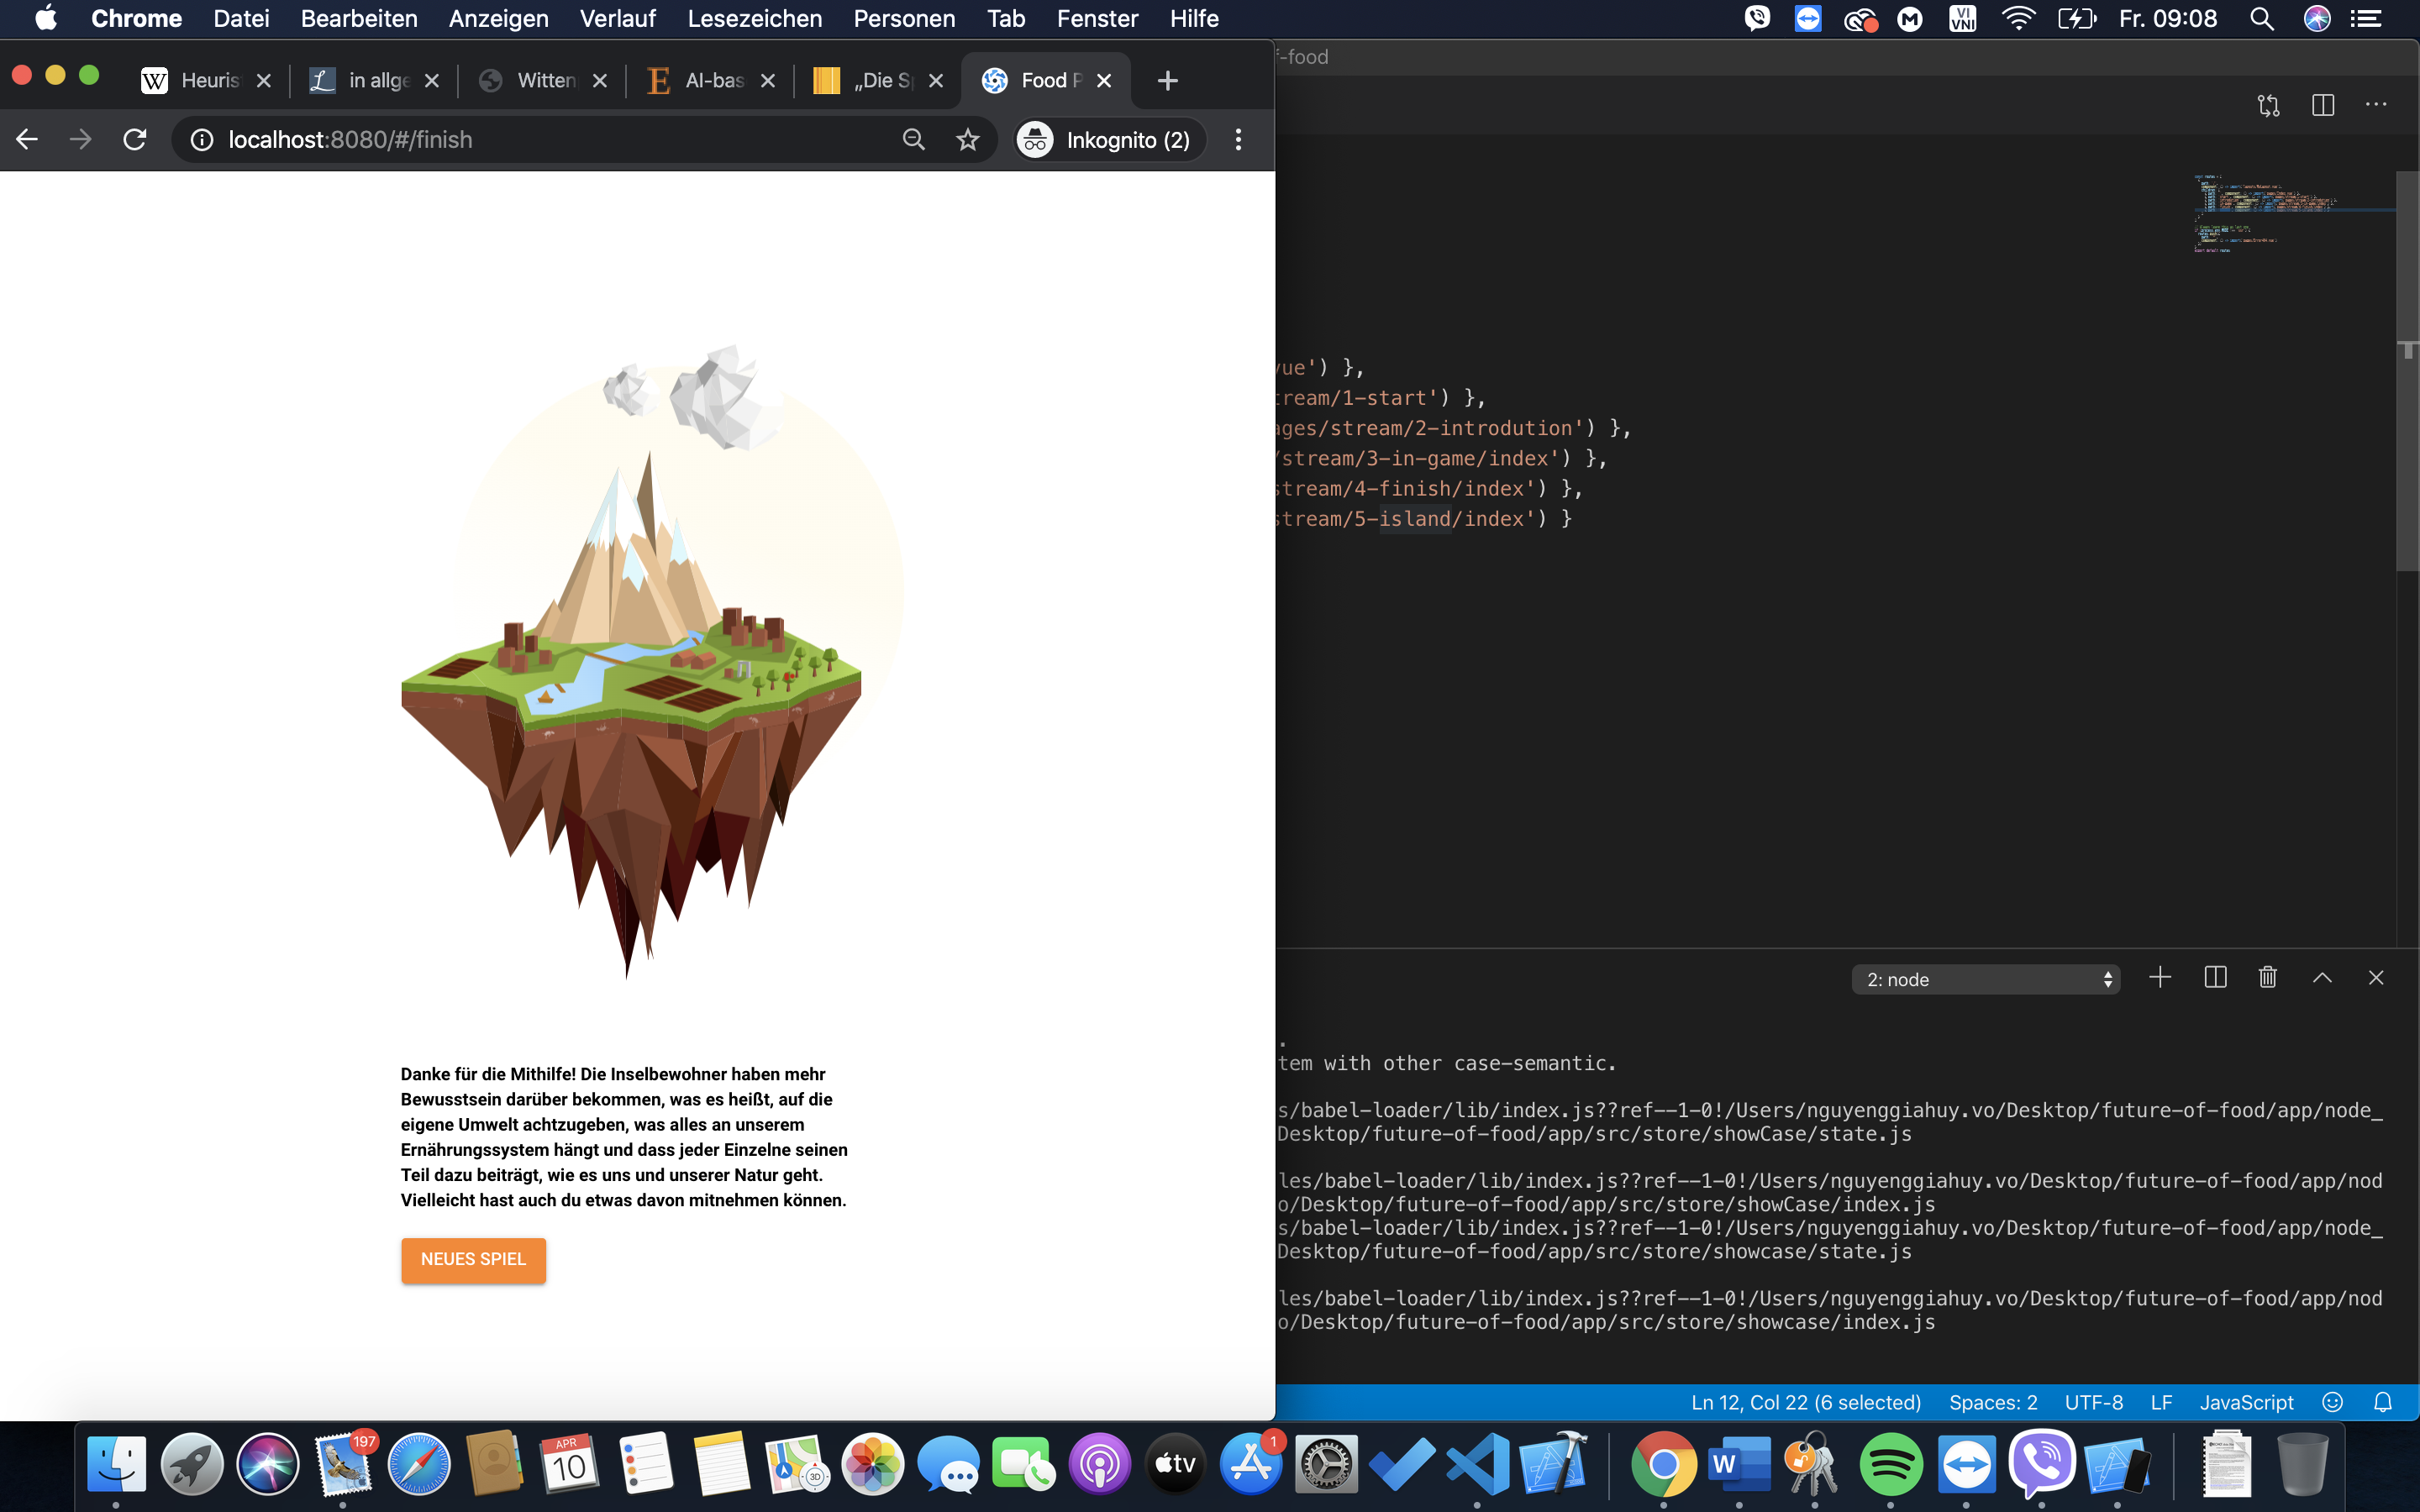 Chrome Datei Bearbeiten Anzeigen Verlauf Lesezeichen Personen Tab Fenster Hilfe
VI VNI
Fr. 09:08
Heuris
in allge
Witten
E AI-bas
„Die Sp
Food P
localhost:8080/#/finish
Inkognito (2)
f-food
vue') },
tream/1-start') },
ages/stream/2-introdution') },
/stream/3-in-game/index') },
stream/4-finish/index') },
stream/5-island/index') }
Danke für die Mithilfe! Die Inselbewohner haben mehr
Bewusstsein darüber bekommen, was es heißt, auf die
eigene Umwelt achtzugeben, was alles an unserem
Ernährungssystem hängt und dass jeder Einzelne seinen
Teil dazu beiträgt, wie es uns und unserer Natur geht.
Vielleicht hast auch du etwas davon mitnehmen können.
NEUES SPIEL
2: node
.
tem with other case-semantic.
s/babel-loader/lib/index.js??ref--1-0!/Users/nguyenggiahuy.vo/Desktop/future-of-food/app/node_
Desktop/future-of-food/app/src/store/showCase/state.js
les/babel-loader/lib/index.js??ref--1-0!/Users/nguyenggiahuy.vo/Desktop/future-of-food/app/nod
o/Desktop/future-of-food/app/src/store/showCase/index.js
s/babel-loader/lib/index.js??ref--1-0!/Users/nguyenggiahuy.vo/Desktop/future-of-food/app/node_
Desktop/future-of-food/app/src/store/showcase/state.js
les/babel-loader/lib/index.js??ref--1-0!/Users/nguyenggiahuy.vo/Desktop/future-of-food/app/nod
o/Desktop/future-of-food/app/src/store/showcase/index.js
Ln 12, Col 22 (6 selected) Spaces: 2 UTF-8 LF JavaScript
197
APR
10
3D
tv
1
W